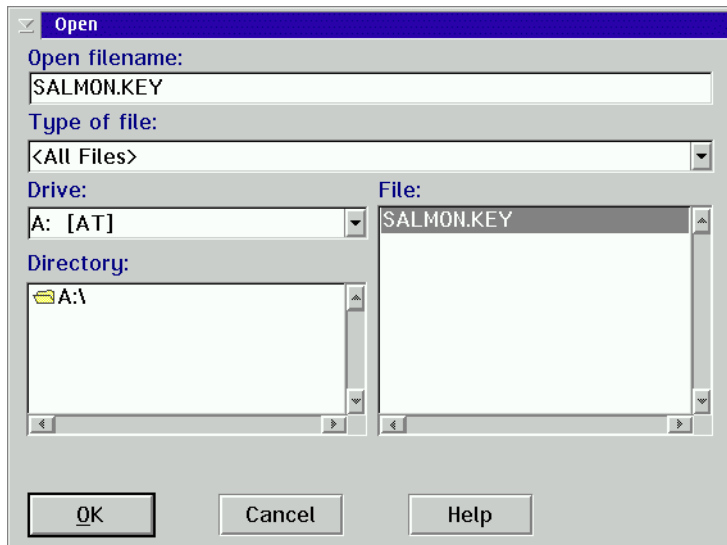 Open
Open filename:
SALMON.KEY
Type of file:
<All Files>
Drive:
A: [AT]
Directory:
A:\
File:
SALMON.KEY
OK
Cancel
Help